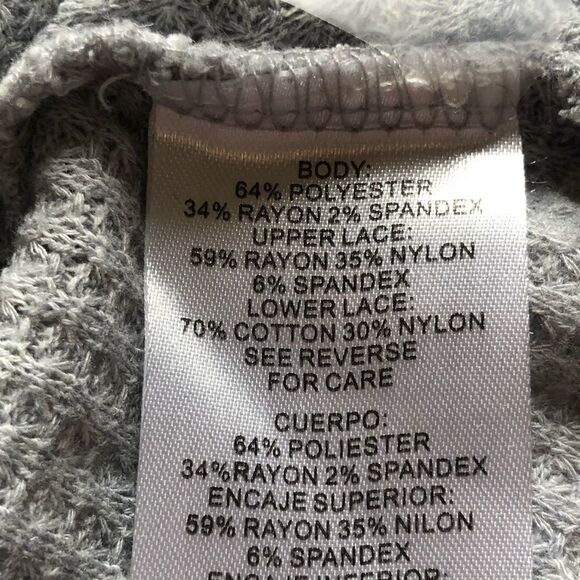 BODY:
64% POLYESTER
34% RAYON 2% SPANDEX
UPPER LACE:
59% RAYON 35% NYLON
6% SPANDEX
LOWER LACE:
70% COTTON 30% NYLON
SEE REVERSE
FOR CARE
CUERPO:
64% POLIESTER
34%RAYON 2% SPANDEX
ENCAJE SUPERIOR:
59% RAYON 35% NILON
6% SPANDEX
ENCAJE INFERIOR: